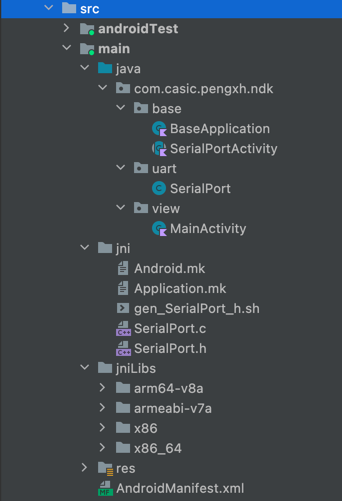 src
androidTest
main
java
com.casic.pengxh.ndk
base
BaseApplication
SerialPortActivity
uart
SerialPort
view
MainActivity
jni
Android.mk
Application.mk
gen_SerialPort_h.sh
SerialPort.c
SerialPort.h
jniLibs
arm64-v8a
armeabi-v7a
x86
x86_64
res
AndroidManifest.xml